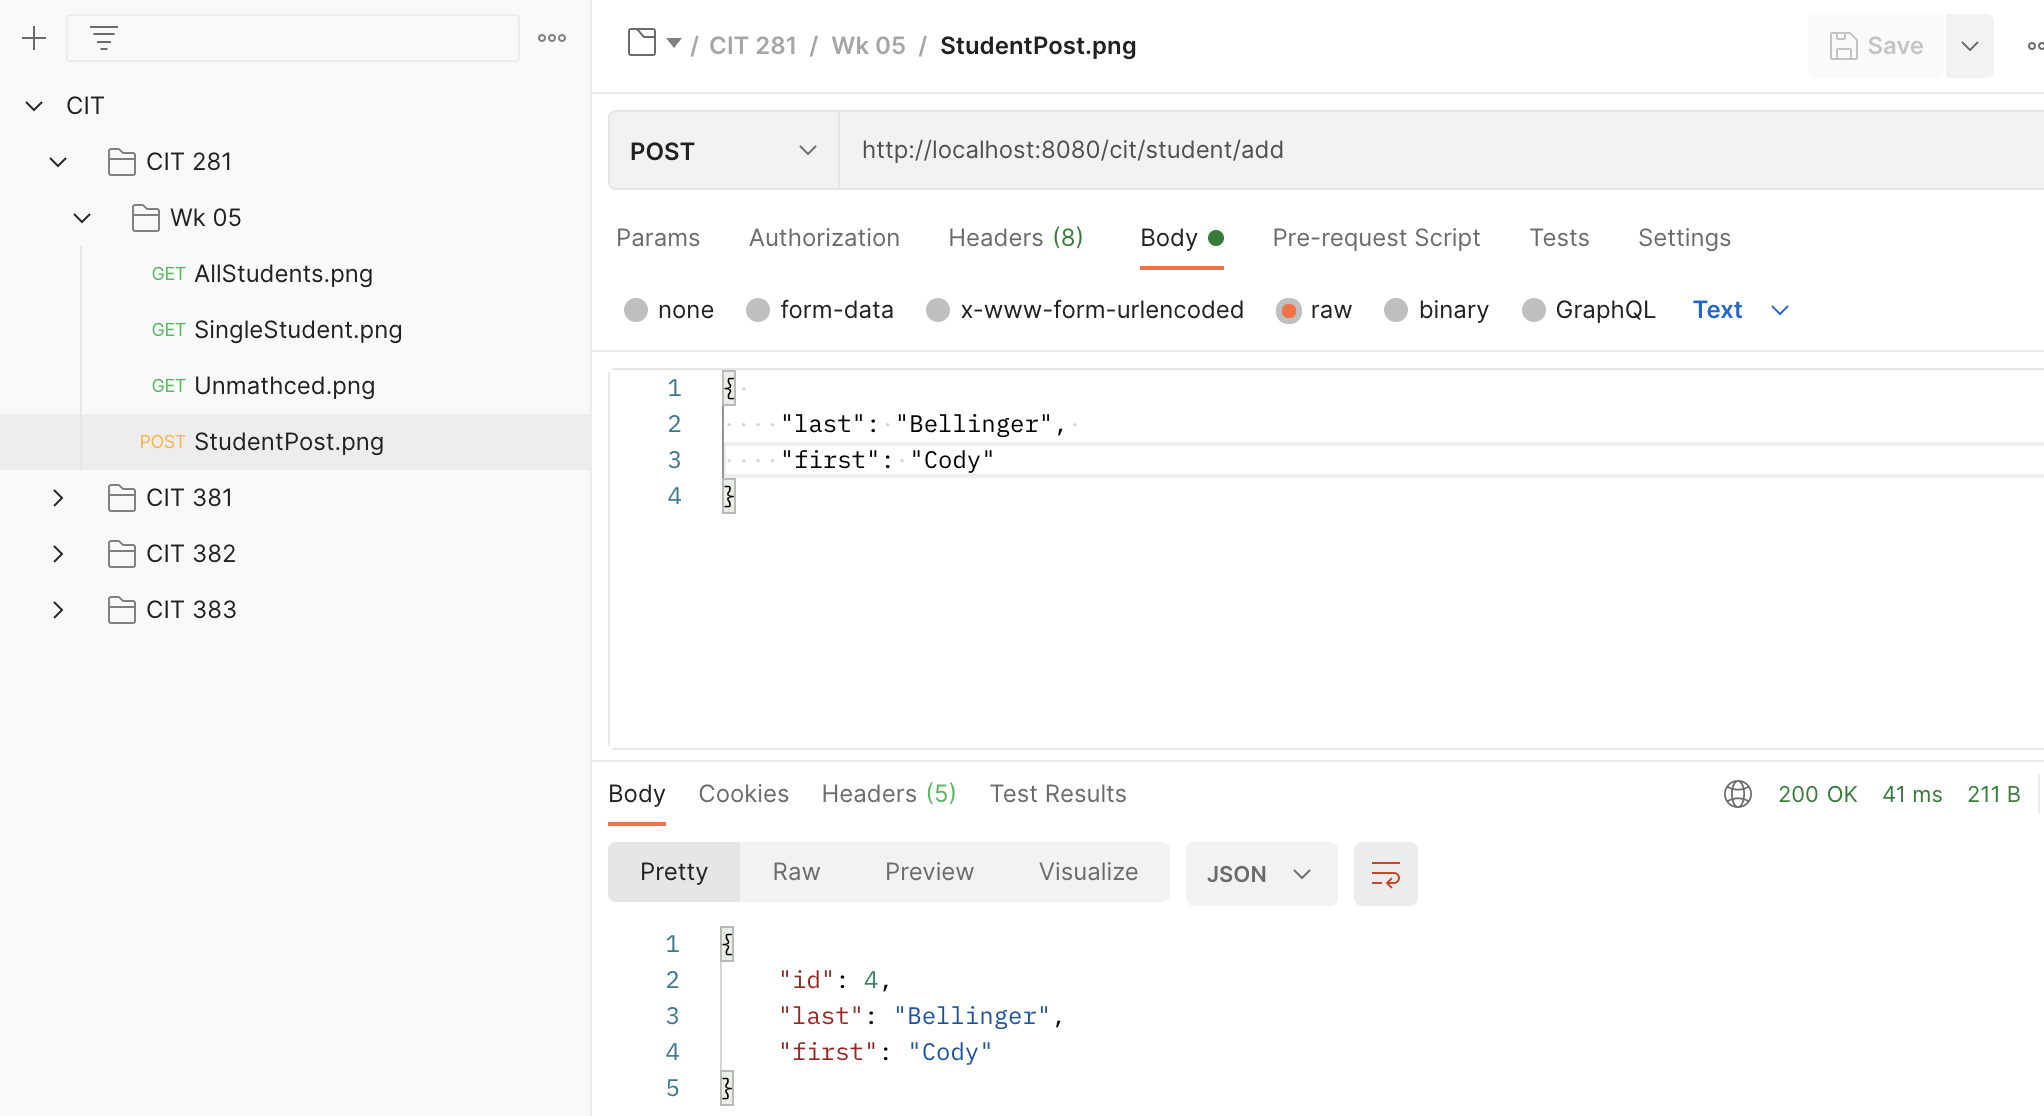 CIT
CIT 281
Wk 05
GET AllStudents.png
GET SingleStudent.png
GET Unmathced.png
POST StudentPost.png
CIT 381
CIT 382
CIT 383
/ CIT 281 / Wk 05 / StudentPost.png
Save
POST http://localhost:8080/cit/student/add
Params Authorization Headers (8) Body Pre-request Script Tests Settings
none form-data x-www-form-urlencoded raw binary GraphQL Text
1 {
2 "last": "Bellinger",
3 "first": "Cody"
4 }
Body Cookies Headers (5) Test Results 200 OK 41 ms 211 B
Pretty Raw Preview Visualize JSON
1 {
2 "id": 4,
3 "last": "Bellinger",
4 "first": "Cody"
5 }